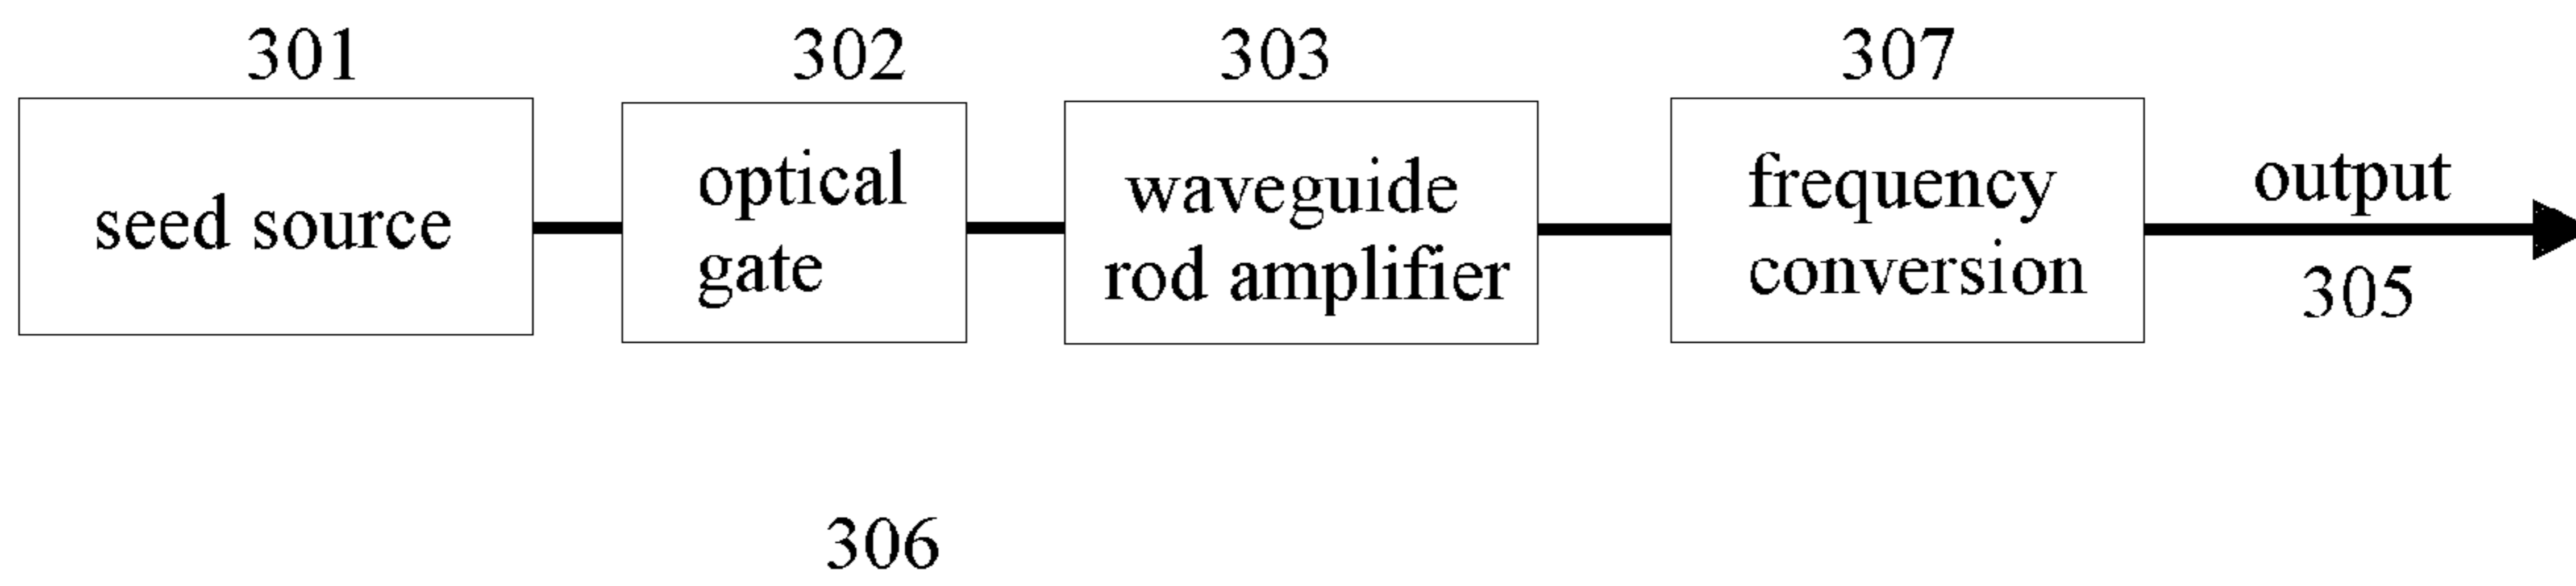 301
302
303
307
seed source
optical
gate
waveguide
rod amplifier
frequency
conversion
output
305
306